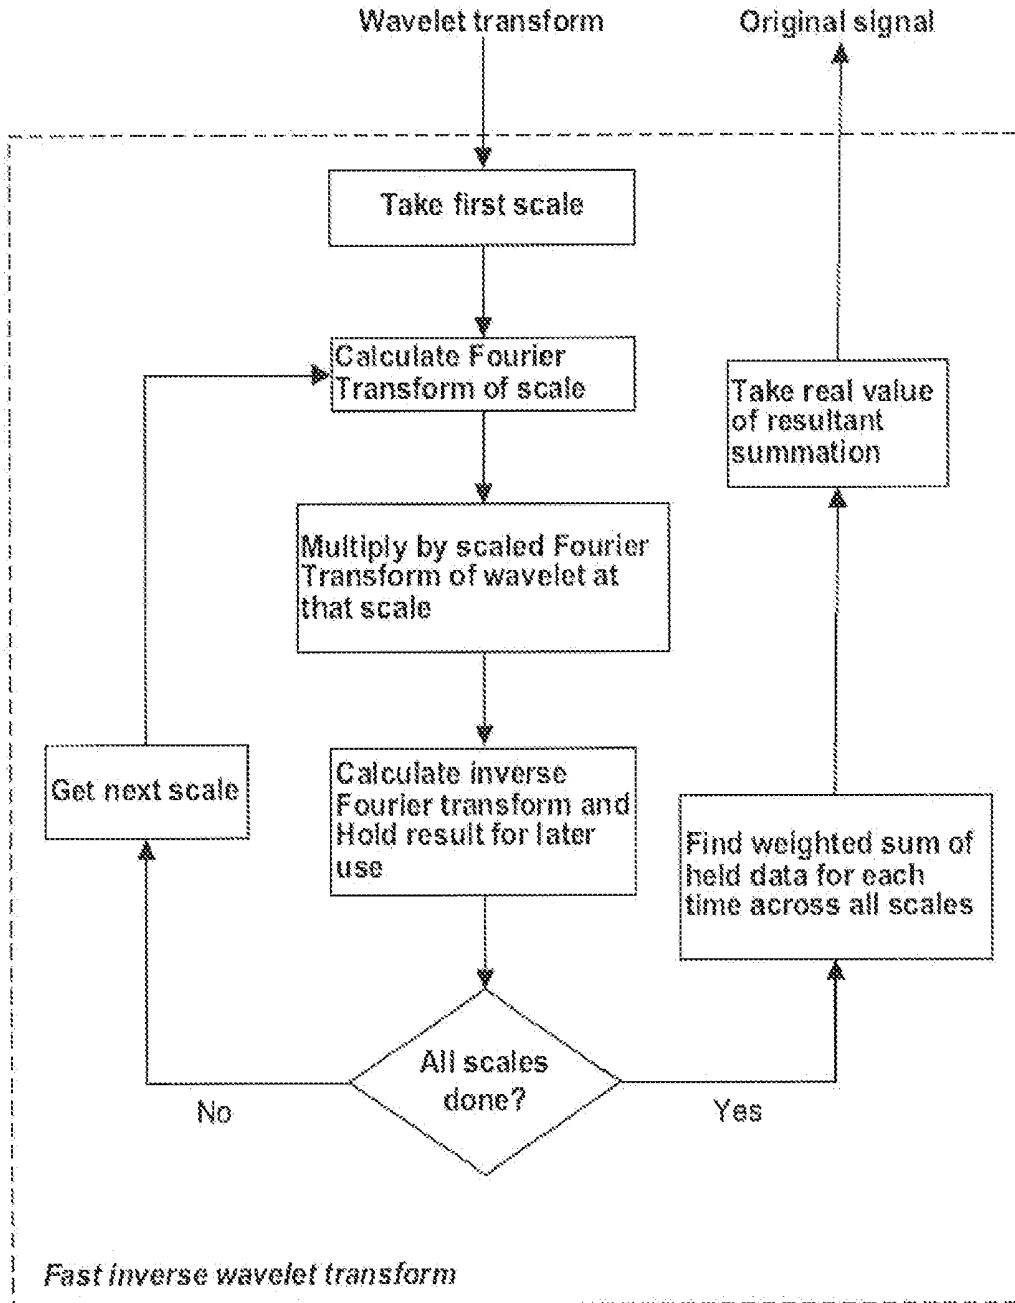 Wavelet transform
Original signal
Take first scale
Calculate Fourier
Transform of scale
Take real value
of resultant
summation
Multiply by scaled Fourier
Transform of wavelet at
that scale
Get next scale
Calculate inverse
Fourier transform and
Hold result for later
use
Find weighted sum of
held data for each
time across all scales
All scales
done?
No
Yes
Fast inverse wavelet transform